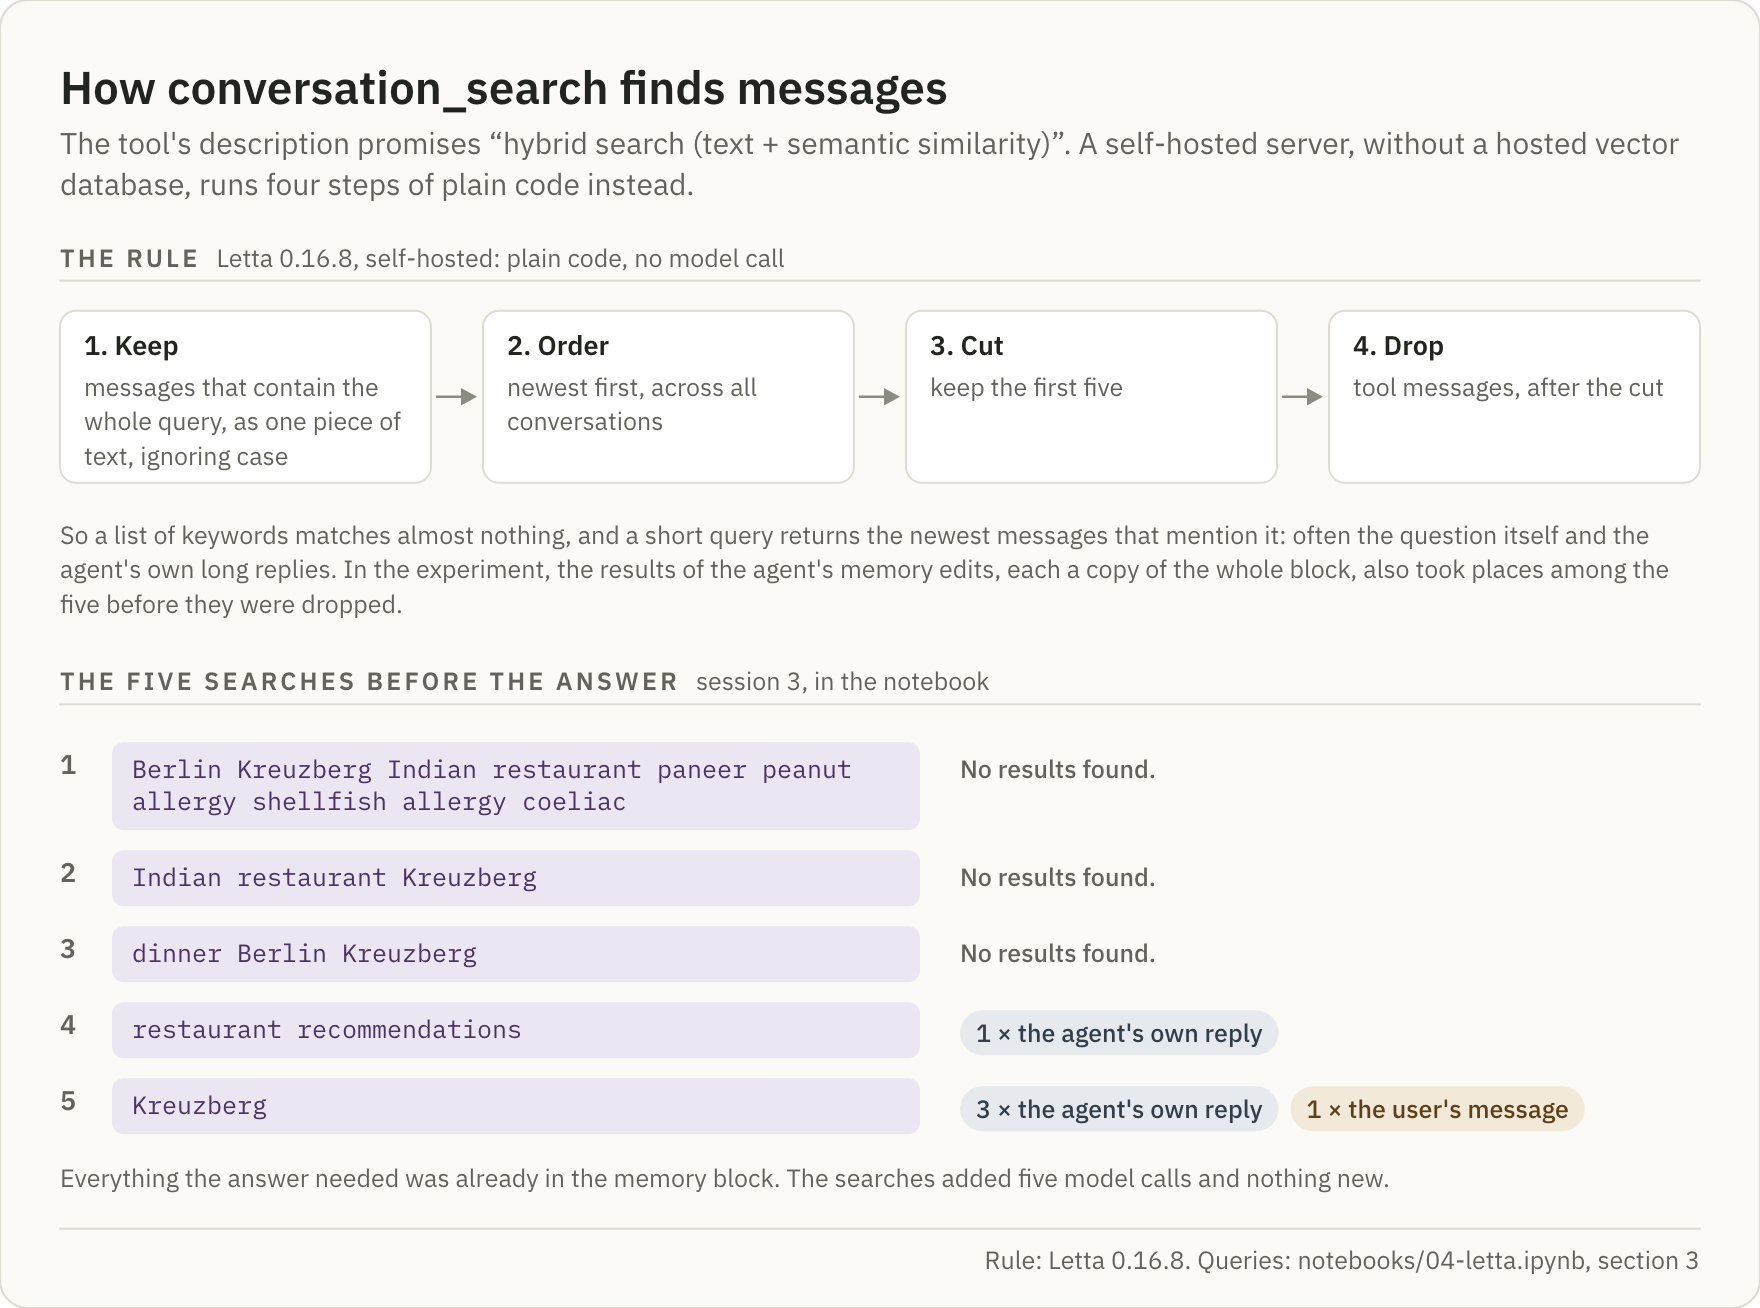 How conversation_search finds messages
The tool's description promises “hybrid search (text + semantic similarity)”. A self-hosted server, without a hosted vector
database, runs four steps of plain code instead.
THE RULE Letta 0.16.8, self-hosted: plain code, no model call
1. Keep
messages that contain the
whole query, as one piece of
text, ignoring case
2. Order
newest first, across all
conversations
3. Cut
keep the first five
4. Drop
tool messages, after the cut
So a list of keywords matches almost nothing, and a short query returns the newest messages that mention it: often the question itself and the
agent's own long replies. In the experiment, the results of the agent's memory edits, each a copy of the whole block, also took places among the
five before they were dropped.
THE FIVE SEARCHES BEFORE THE ANSWER session 3, in the notebook
1 Berlin Kreuzberg Indian restaurant paneer peanut
allergy shellfish allergy coeliac
No results found.
2 Indian restaurant Kreuzberg No results found.
3 dinner Berlin Kreuzberg No results found.
4 restaurant recommendations 1 × the agent's own reply
5 Kreuzberg 3 × the agent's own reply 1 × the user's message
Everything the answer needed was already in the memory block. The searches added five model calls and nothing new.
Rule: Letta 0.16.8. Queries: notebooks/04-letta.ipynb, section 3